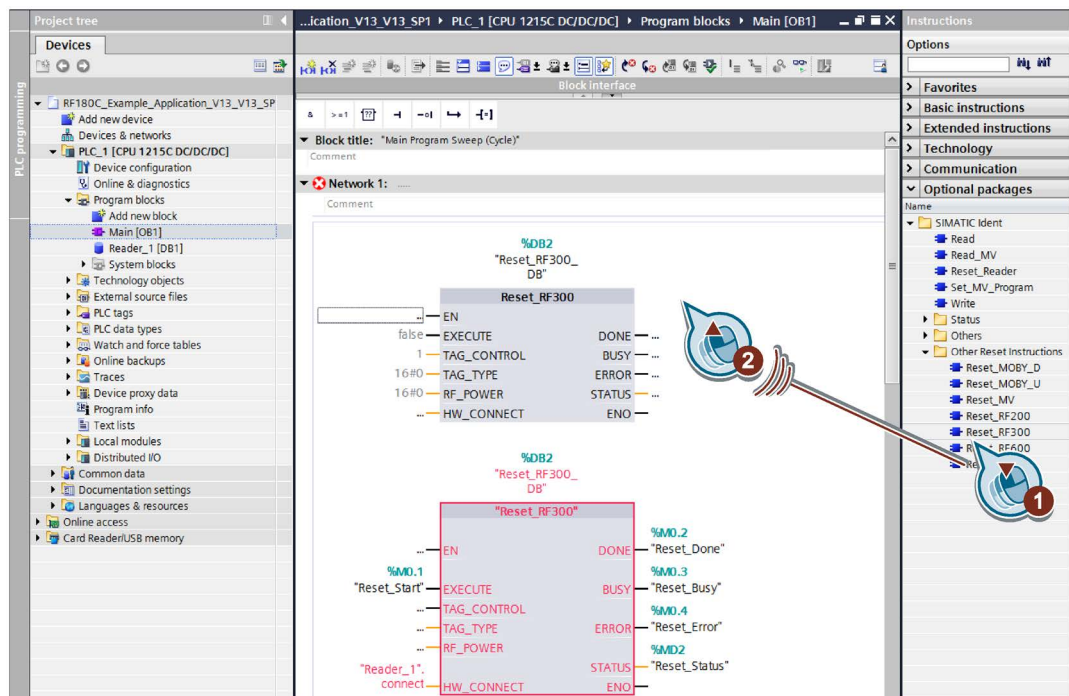 Project tree
...ication_V13_V13_SP1 ▸ PLC_1 [CPU 1215C DC/DC/DC] ▸ Program blocks ▸ Main [OB1]
Instructions
Devices
Options
PLC programming
RF180C_Example_Application_V13_V13_SP
Add new device
Devices & networks
PLC_1 [CPU 1215C DC/DC/DC]
Device configuration
Online & diagnostics
Program blocks
Add new block
Main [OB1]
Reader_1 [DB1]
System blocks
Technology objects
External source files
PLC tags
PLC data types
Watch and force tables
Online backups
Traces
Device proxy data
Program info
Text lists
Local modules
Distributed I/O
Common data
Documentation settings
Languages & resources
Online access
Card Reader/USB memory
Block interface
& >=1 ??
Block title: "Main Program Sweep (Cycle)"
Comment
Network 1: .....
Comment
%DB2
"Reset_RF300_
DB"
Reset_RF300
... EN
false EXECUTE DONE ...
1 TAG_CONTROL BUSY ...
16#0 TAG_TYPE ERROR ...
16#0 RF_POWER STATUS ...
... HW_CONNECT ENO
%DB2
"Reset_RF300_
DB"
"Reset_RF300"
%M0.2
... EN DONE "Reset_Done"
%M0.1 %M0.3
"Reset_Start" EXECUTE BUSY "Reset_Busy"
... TAG_CONTROL %M0.4
... TAG_TYPE ERROR "Reset_Error"
... RF_POWER %MD2
"Reader_1". STATUS "Reset_Status"
connect HW_CONNECT ENO
Favorites
Basic instructions
Extended instructions
Technology
Communication
Optional packages
Name
SIMATIC Ident
Read
Read_MV
Reset_Reader
Set_MV_Program
Write
Status
Others
Other Reset Instructions
Reset_MOBY_D
Reset_MOBY_U
Reset_MV
Reset_RF200
Reset_RF300
2
1